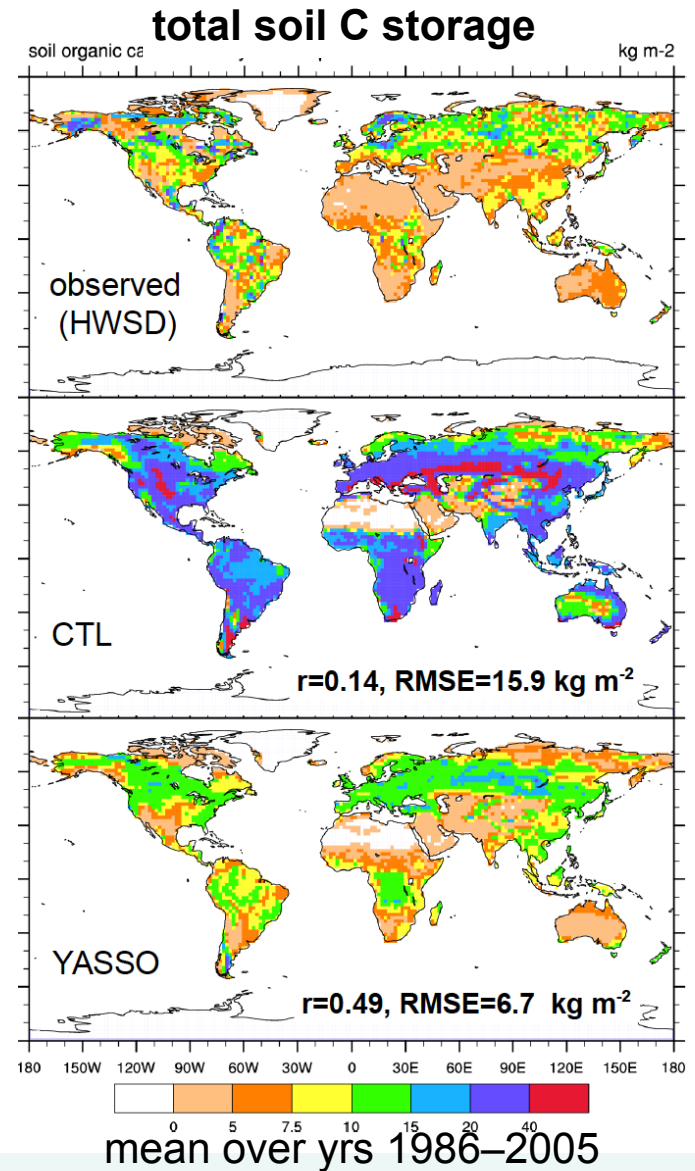 total soil C storage
soil organic ca
kg m-2
observed
(HWSD)
CTL
r=0.14, RMSE=15.9 kg m-2
YASSO
r=0.49, RMSE=6.7 kg m-2
180 150W 120W 90W 60W 30W 0 30E 60E 90E 120E 150E 180
0 5 7.5 10 15 20 40
mean over yrs 1986–2005